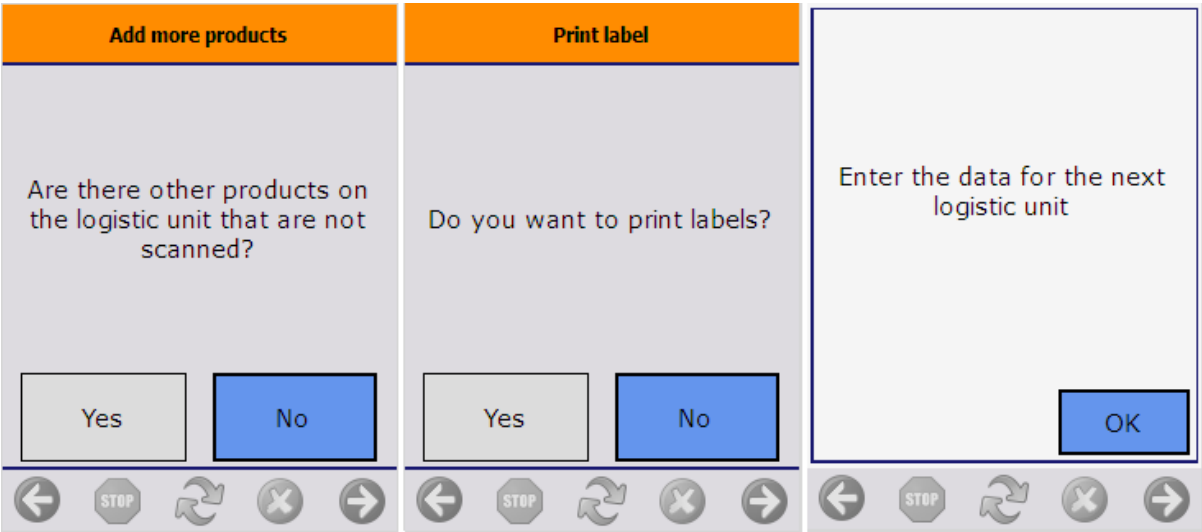 Add more products
Are there other products on
the logistic unit that are not
scanned?
Yes
No
STOP
Print label
Do you want to print labels?
Yes
No
STOP
Enter the data for the next
logistic unit
OK
STOP